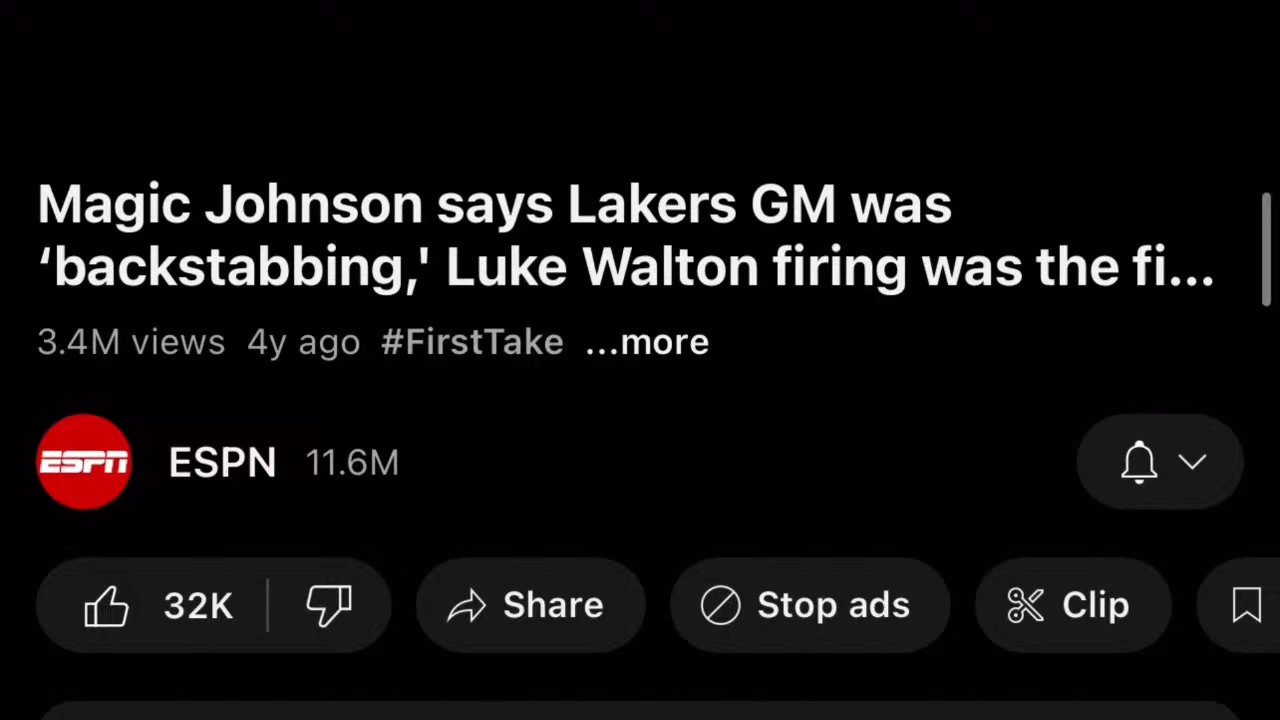 Magic Johnson says Lakers GM was
‘backstabbing,' Luke Walton firing was the fi...
3.4M views 4y ago #FirstTake ...more
ESPN ESPN 11.6M
32K Share Stop ads Clip